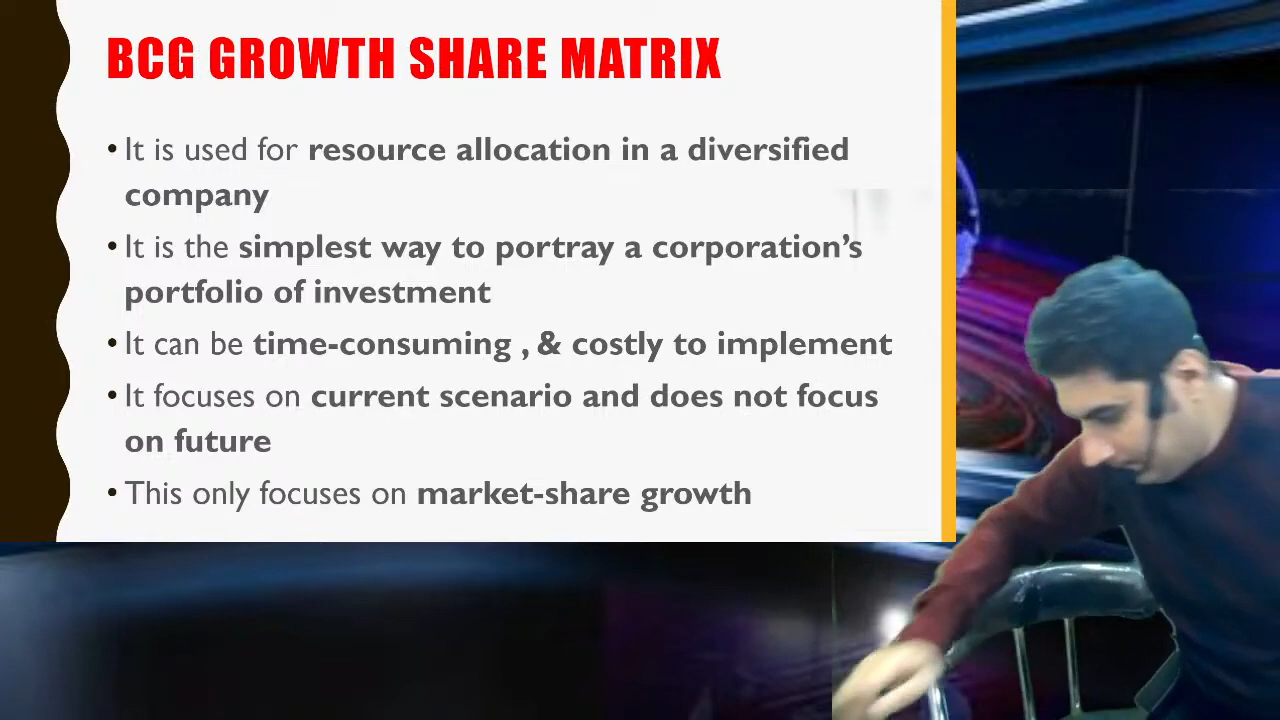 BCG GROWTH SHARE MATRIX
•It is used for resource allocation in a diversified
company
•It is the simplest way to portray a corporation’s
portfolio of investment
•It can be time-consuming , & costly to implement
•It focuses on current scenario and does not focus
on future
•This only focuses on market-share growth